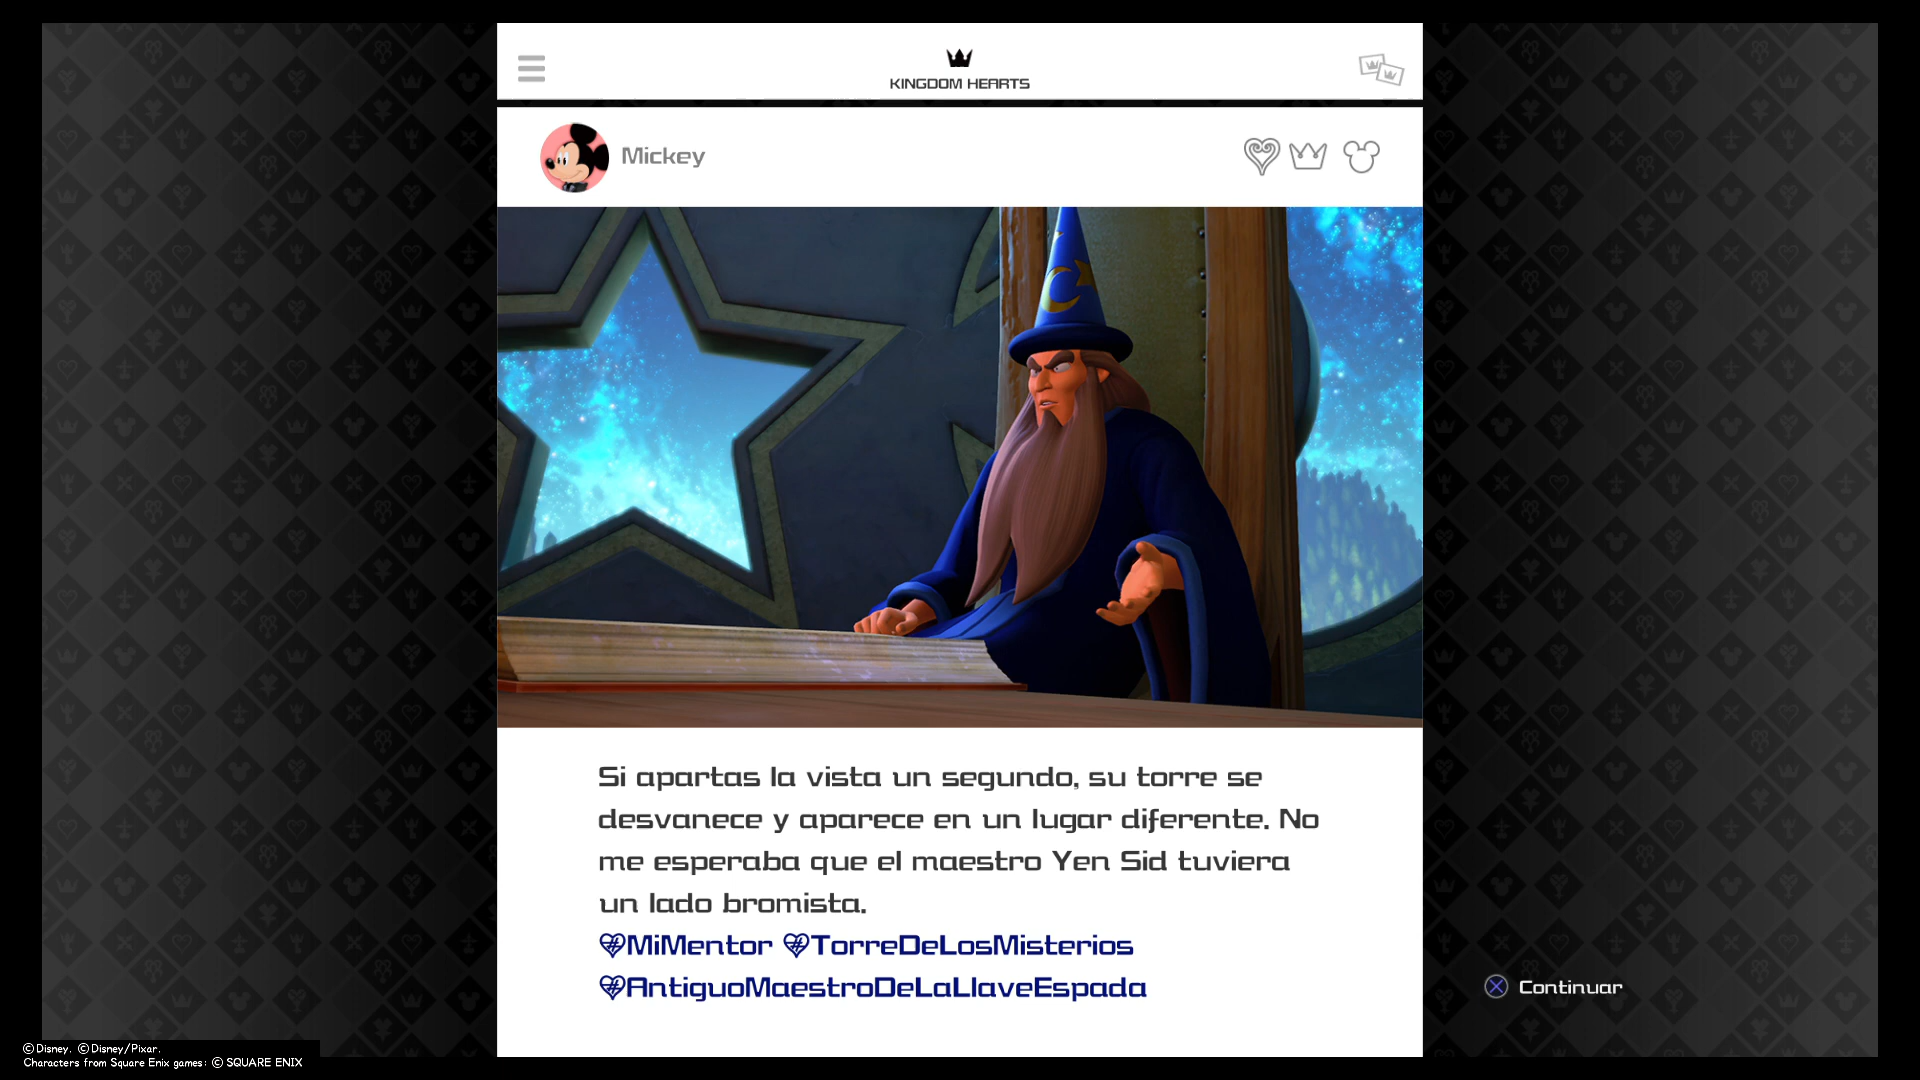 KINGDOM HEARTS
Mickey
Si apartas la vista un segundo, su torre se
desvanece y aparece en un lugar diferente. No
me esperaba que el maestro Yen Sid tuviera
un lado bromista.
#MiMentor #TorreDeLosMisterios
#AntiguoMaestroDeLaLlaveEspada
Continuar
©Disney. ©Disney/Pixar.
Characters from Square Enix games: © SQUARE ENIX